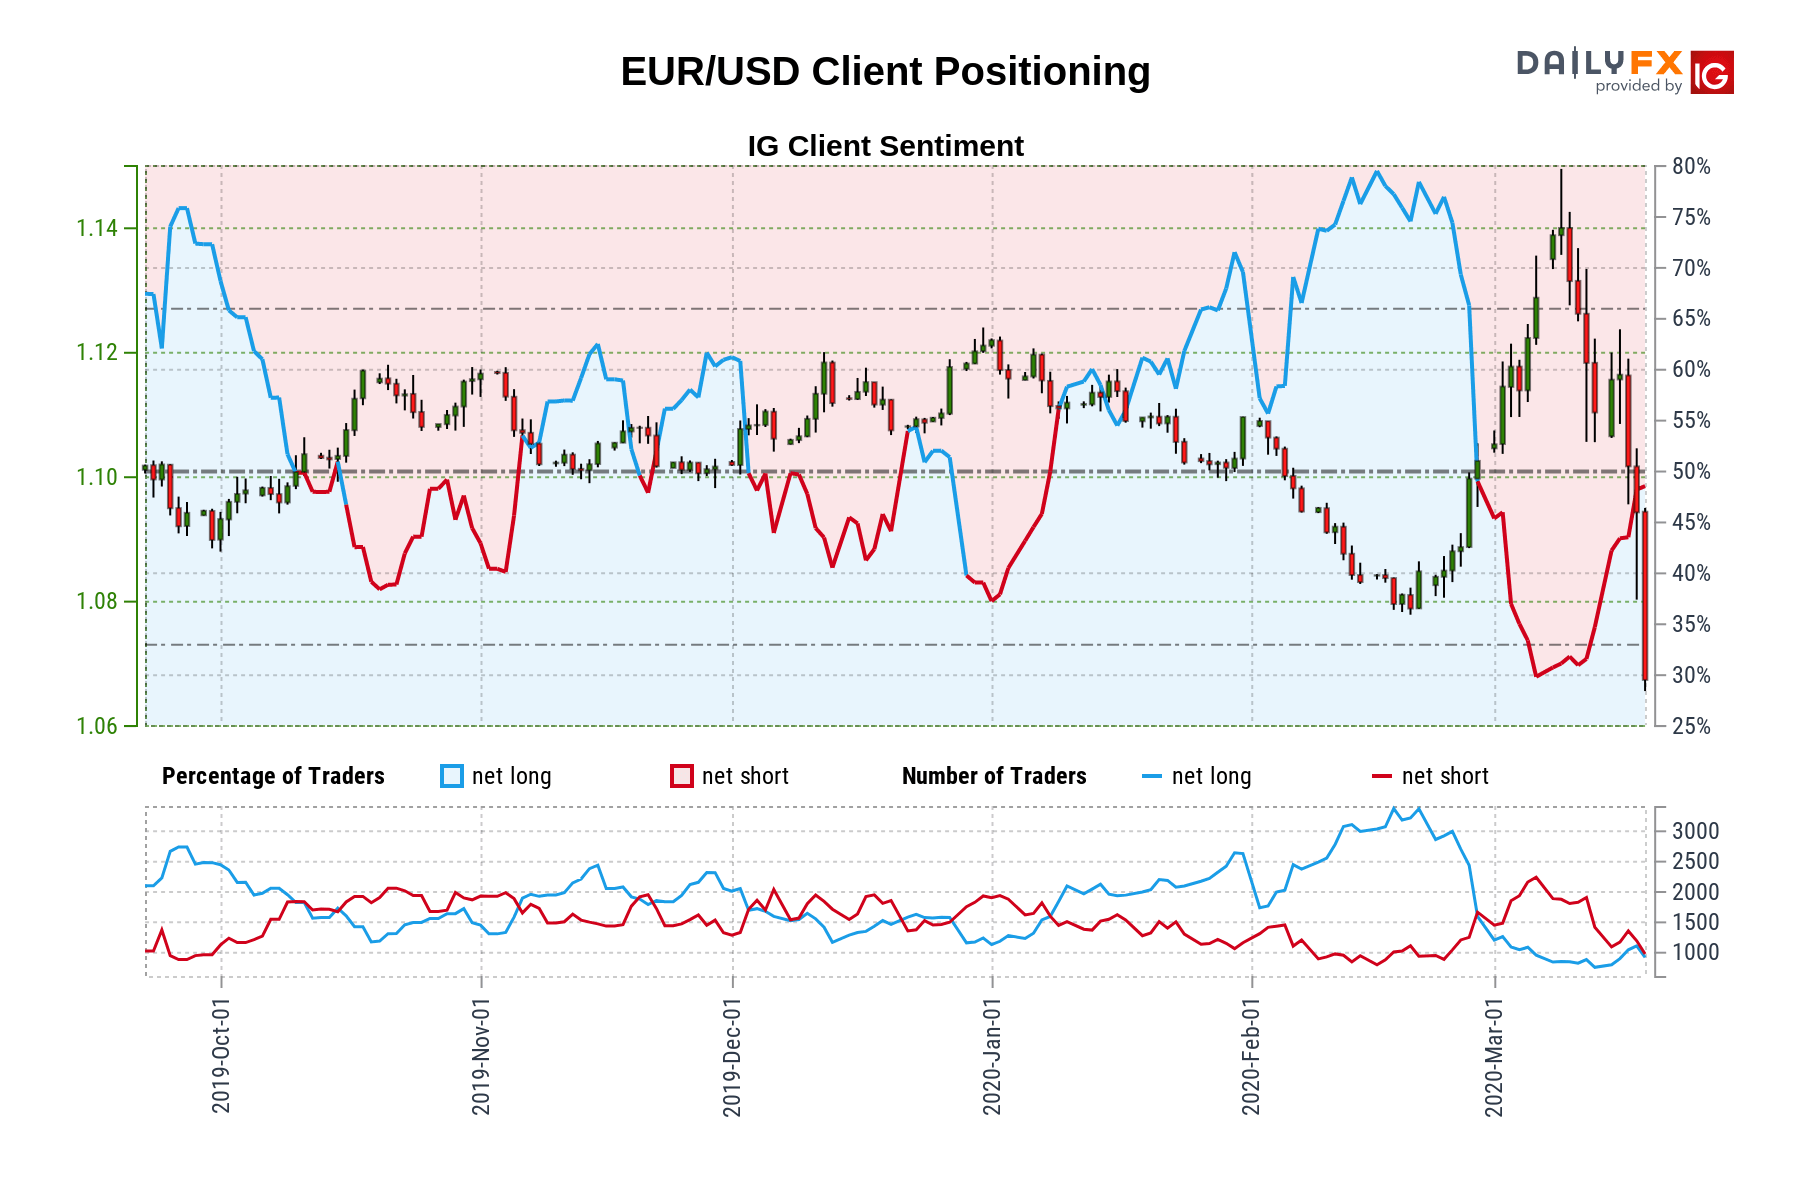 EUR/USD Client Positioning
DAILYFX
provided by IG
IG Client Sentiment
1.14
1.12
1.10
1.08
1.06
80%
75%
70%
65%
60%
55%
50%
45%
40%
35%
30%
25%
Percentage of Traders net long net short Number of Traders net long net short
3000
2500
2000
1500
1000
2019-Oct-01
2019-Nov-01
2019-Dec-01
2020-Jan-01
2020-Feb-01
2020-Mar-01